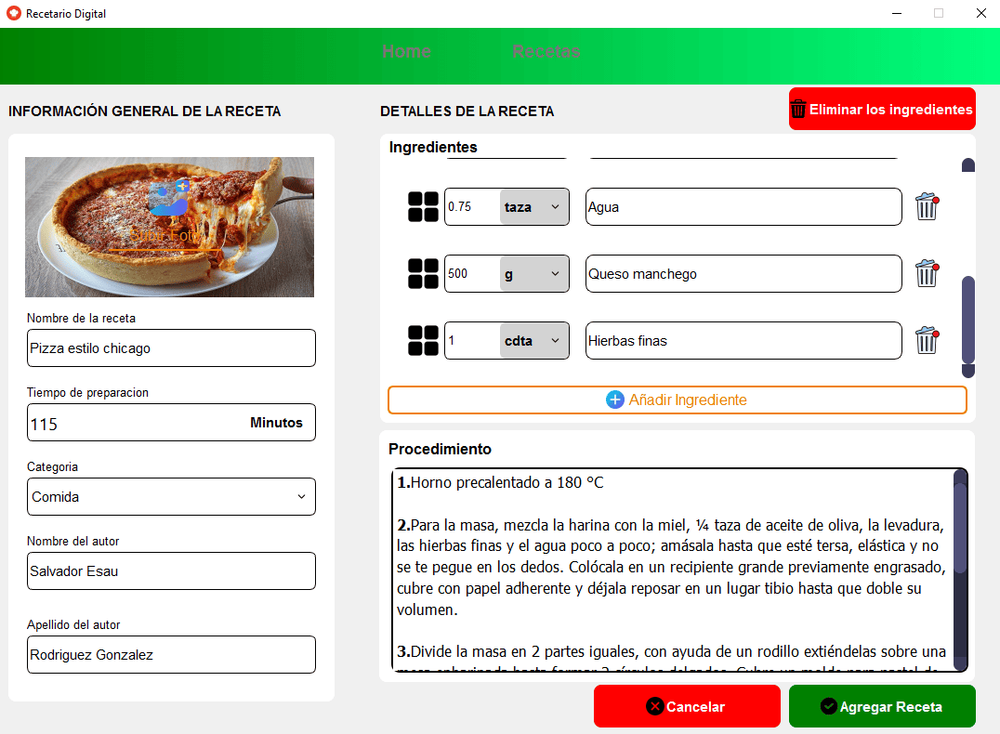 Recetario Digital
Home
Recetas
INFORMACIÓN GENERAL DE LA RECETA
Nombre de la receta
Pizza estilo chicago
Tiempo de preparacion
115
Minutos
Categoria
Comida
Nombre del autor
Salvador Esau
Apellido del autor
Rodriguez Gonzalez
DETALLES DE LA RECETA
Eliminar los ingredientes
Ingredientes
0.75
taza
Agua
500
g
Queso manchego
1
cdta
Hierbas finas
Añadir Ingrediente
Procedimiento
1.Horno precalentado a 180 °C
2.Para la masa, mezcla la harina con la miel, ¼ taza de aceite de oliva, la levadura,
las hierbas finas y el agua poco a poco; amásala hasta que esté tersa, elástica y no
se te pegue en los dedos. Colócala en un recipiente grande previamente engrasado,
cubre con papel adherente y déjala reposar en un lugar tibio hasta que doble su
volumen.
3.Divide la masa en 2 partes iguales, con ayuda de un rodillo extiéndelas sobre una
Cancelar
Agregar Receta